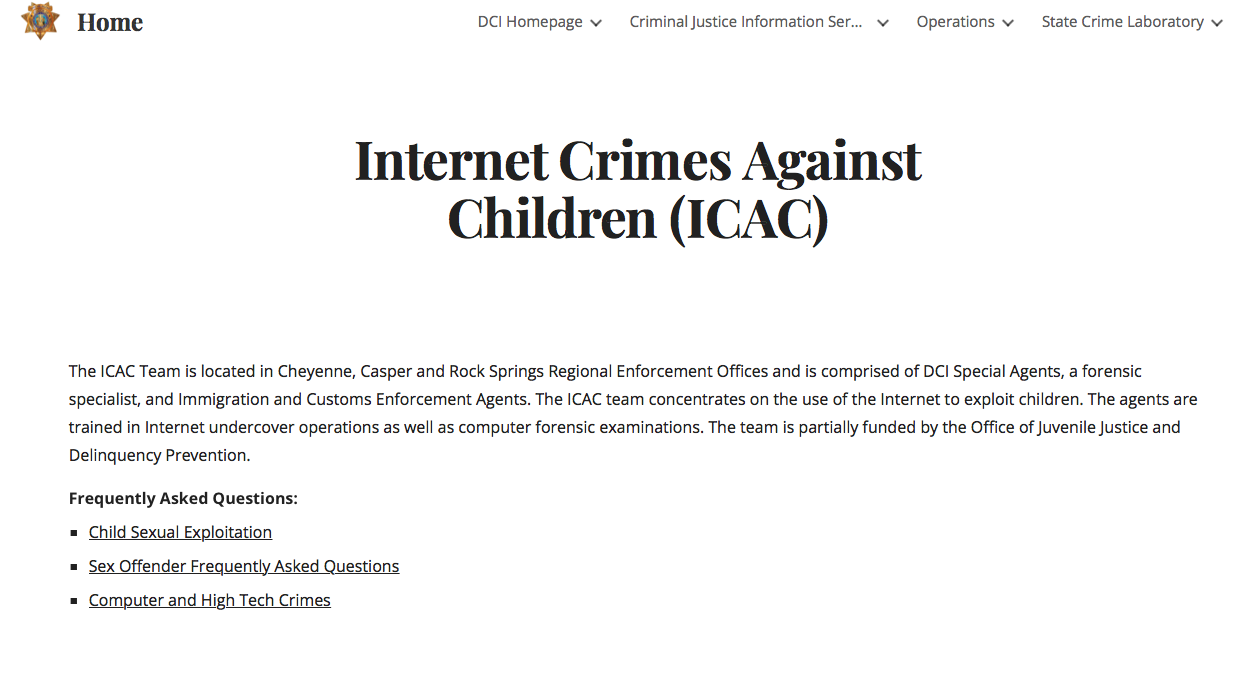 Home
DCI Homepage
Criminal Justice Information Ser...
Operations
State Crime Laboratory
Internet Crimes Against
Children (ICAC)
The ICAC Team is located in Cheyenne, Casper and Rock Springs Regional Enforcement Offices and is comprised of DCI Special Agents, a forensic
specialist, and Immigration and Customs Enforcement Agents. The ICAC team concentrates on the use of the Internet to exploit children. The agents are
trained in Internet undercover operations as well as computer forensic examinations. The team is partially funded by the Office of Juvenile Justice and
Delinquency Prevention.
Frequently Asked Questions:
Child Sexual Exploitation
Sex Offender Frequently Asked Questions
Computer and High Tech Crimes